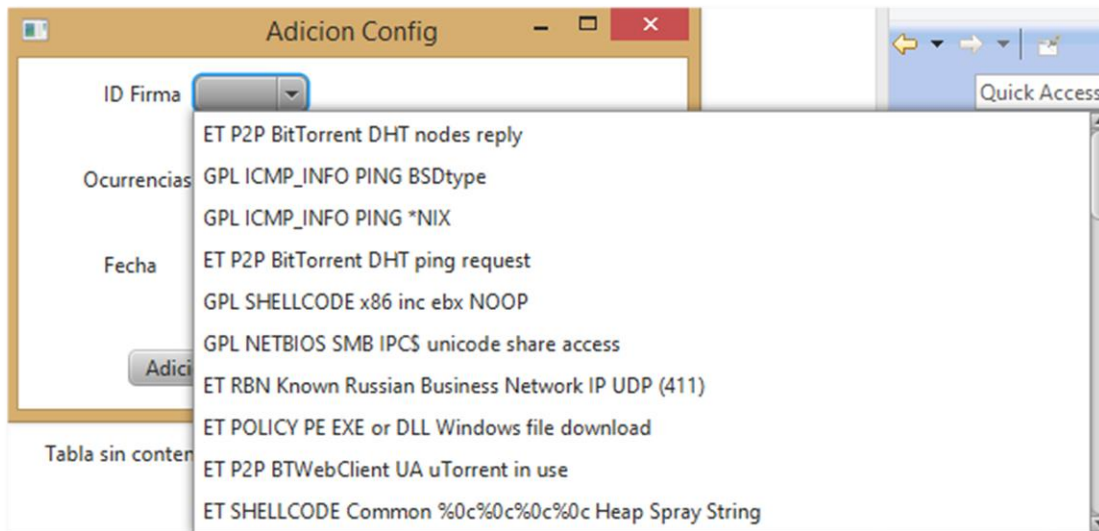 Adicion Config
Quick Access
ID Firma
ET P2P BitTorrent DHT nodes reply
Ocurrencias
GPL ICMP_INFO PING BSDtype
GPL ICMP_INFO PING *NIX
Fecha
ET P2P BitTorrent DHT ping request
GPL SHELLCODE x86 inc ebx NOOP
GPL NETBIOS SMB IPC$ unicode share access
Adici
ET RBN Known Russian Business Network IP UDP (411)
ET POLICY PE EXE or DLL Windows file download
Tabla sin conten
ET P2P BTWebClient UA uTorrent in use
ET SHELLCODE Common %0c%0c%0c%0c Heap Spray String